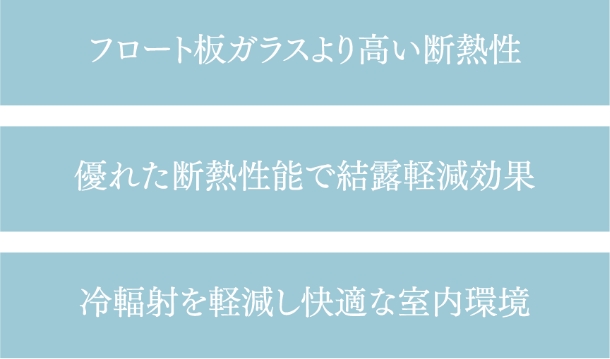 フロート板ガラスより高い断熱性
優れた断熱性能で結露軽減効果
冷輻射を軽減し快適な室内環境